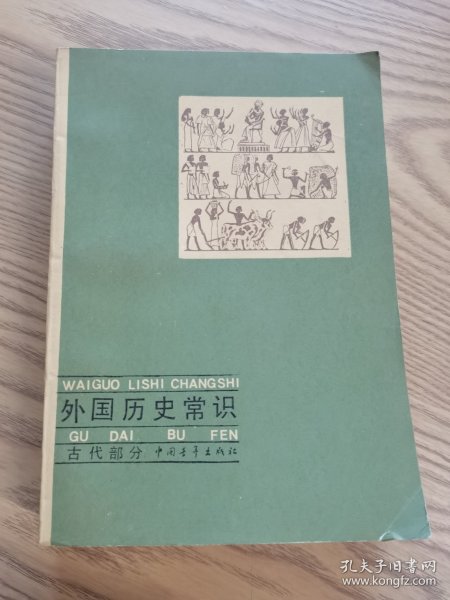 WAIGUO LISHI CHANGSHI
外国历史常识
GU DAI BU FEN
古代部分 中国青年出版社
孔夫子旧书网
www.kongfz.com